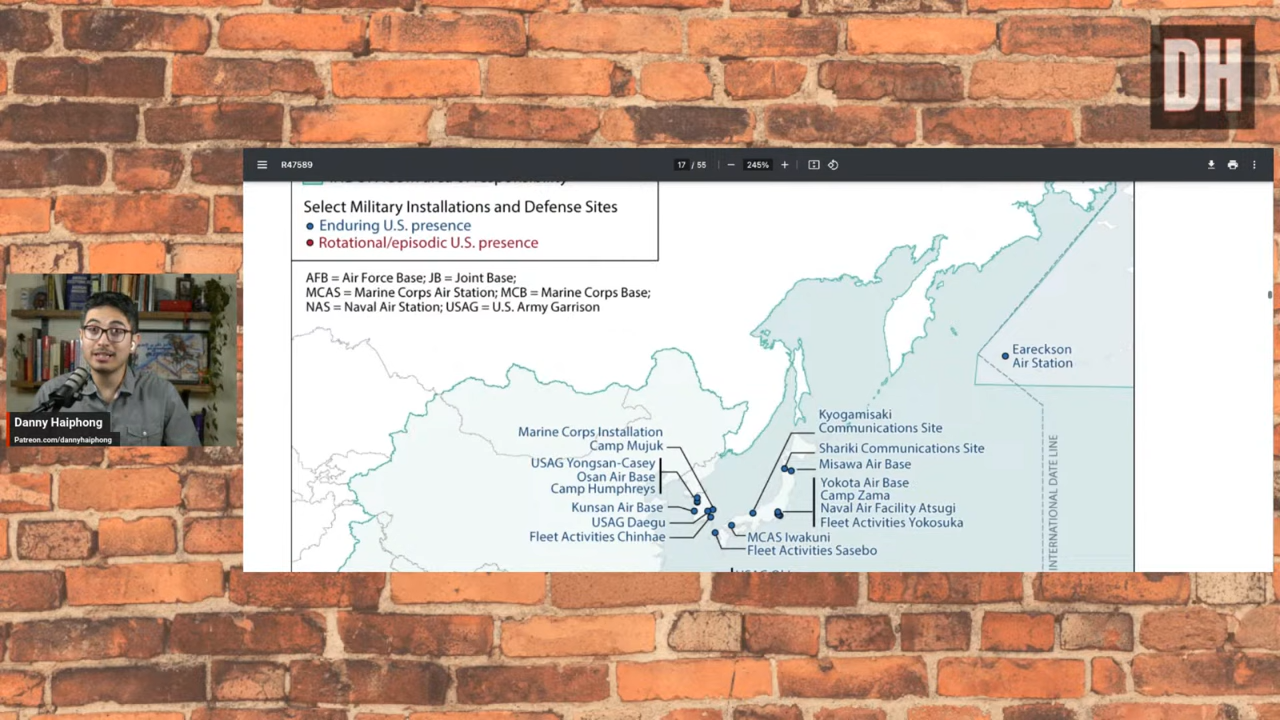 DH
R47589
17 / 55
245%
Select Military Installations and Defense Sites
Enduring U.S. presence
Rotational/episodic U.S. presence
AFB = Air Force Base; JB = Joint Base;
MCAS = Marine Corps Air Station; MCB = Marine Corps Base;
NAS = Naval Air Station; USAG = U.S. Army Garrison
Eareckson
Air Station
Kyogamisaki
Communications Site
Shariki Communications Site
Misawa Air Base
Yokota Air Base
Camp Zama
Naval Air Facility Atsugi
Fleet Activities Yokosuka
MCAS Iwakuni
Fleet Activities Sasebo
Marine Corps Installation
Camp Mujuk
USAG Yongsan-Casey
Osan Air Base
Camp Humphreys
Kunsan Air Base
USAG Daegu
Fleet Activities Chinhae
INTERNATIONAL DATE LINE
Danny Haiphong
Patreon.com/dannyhaiphong